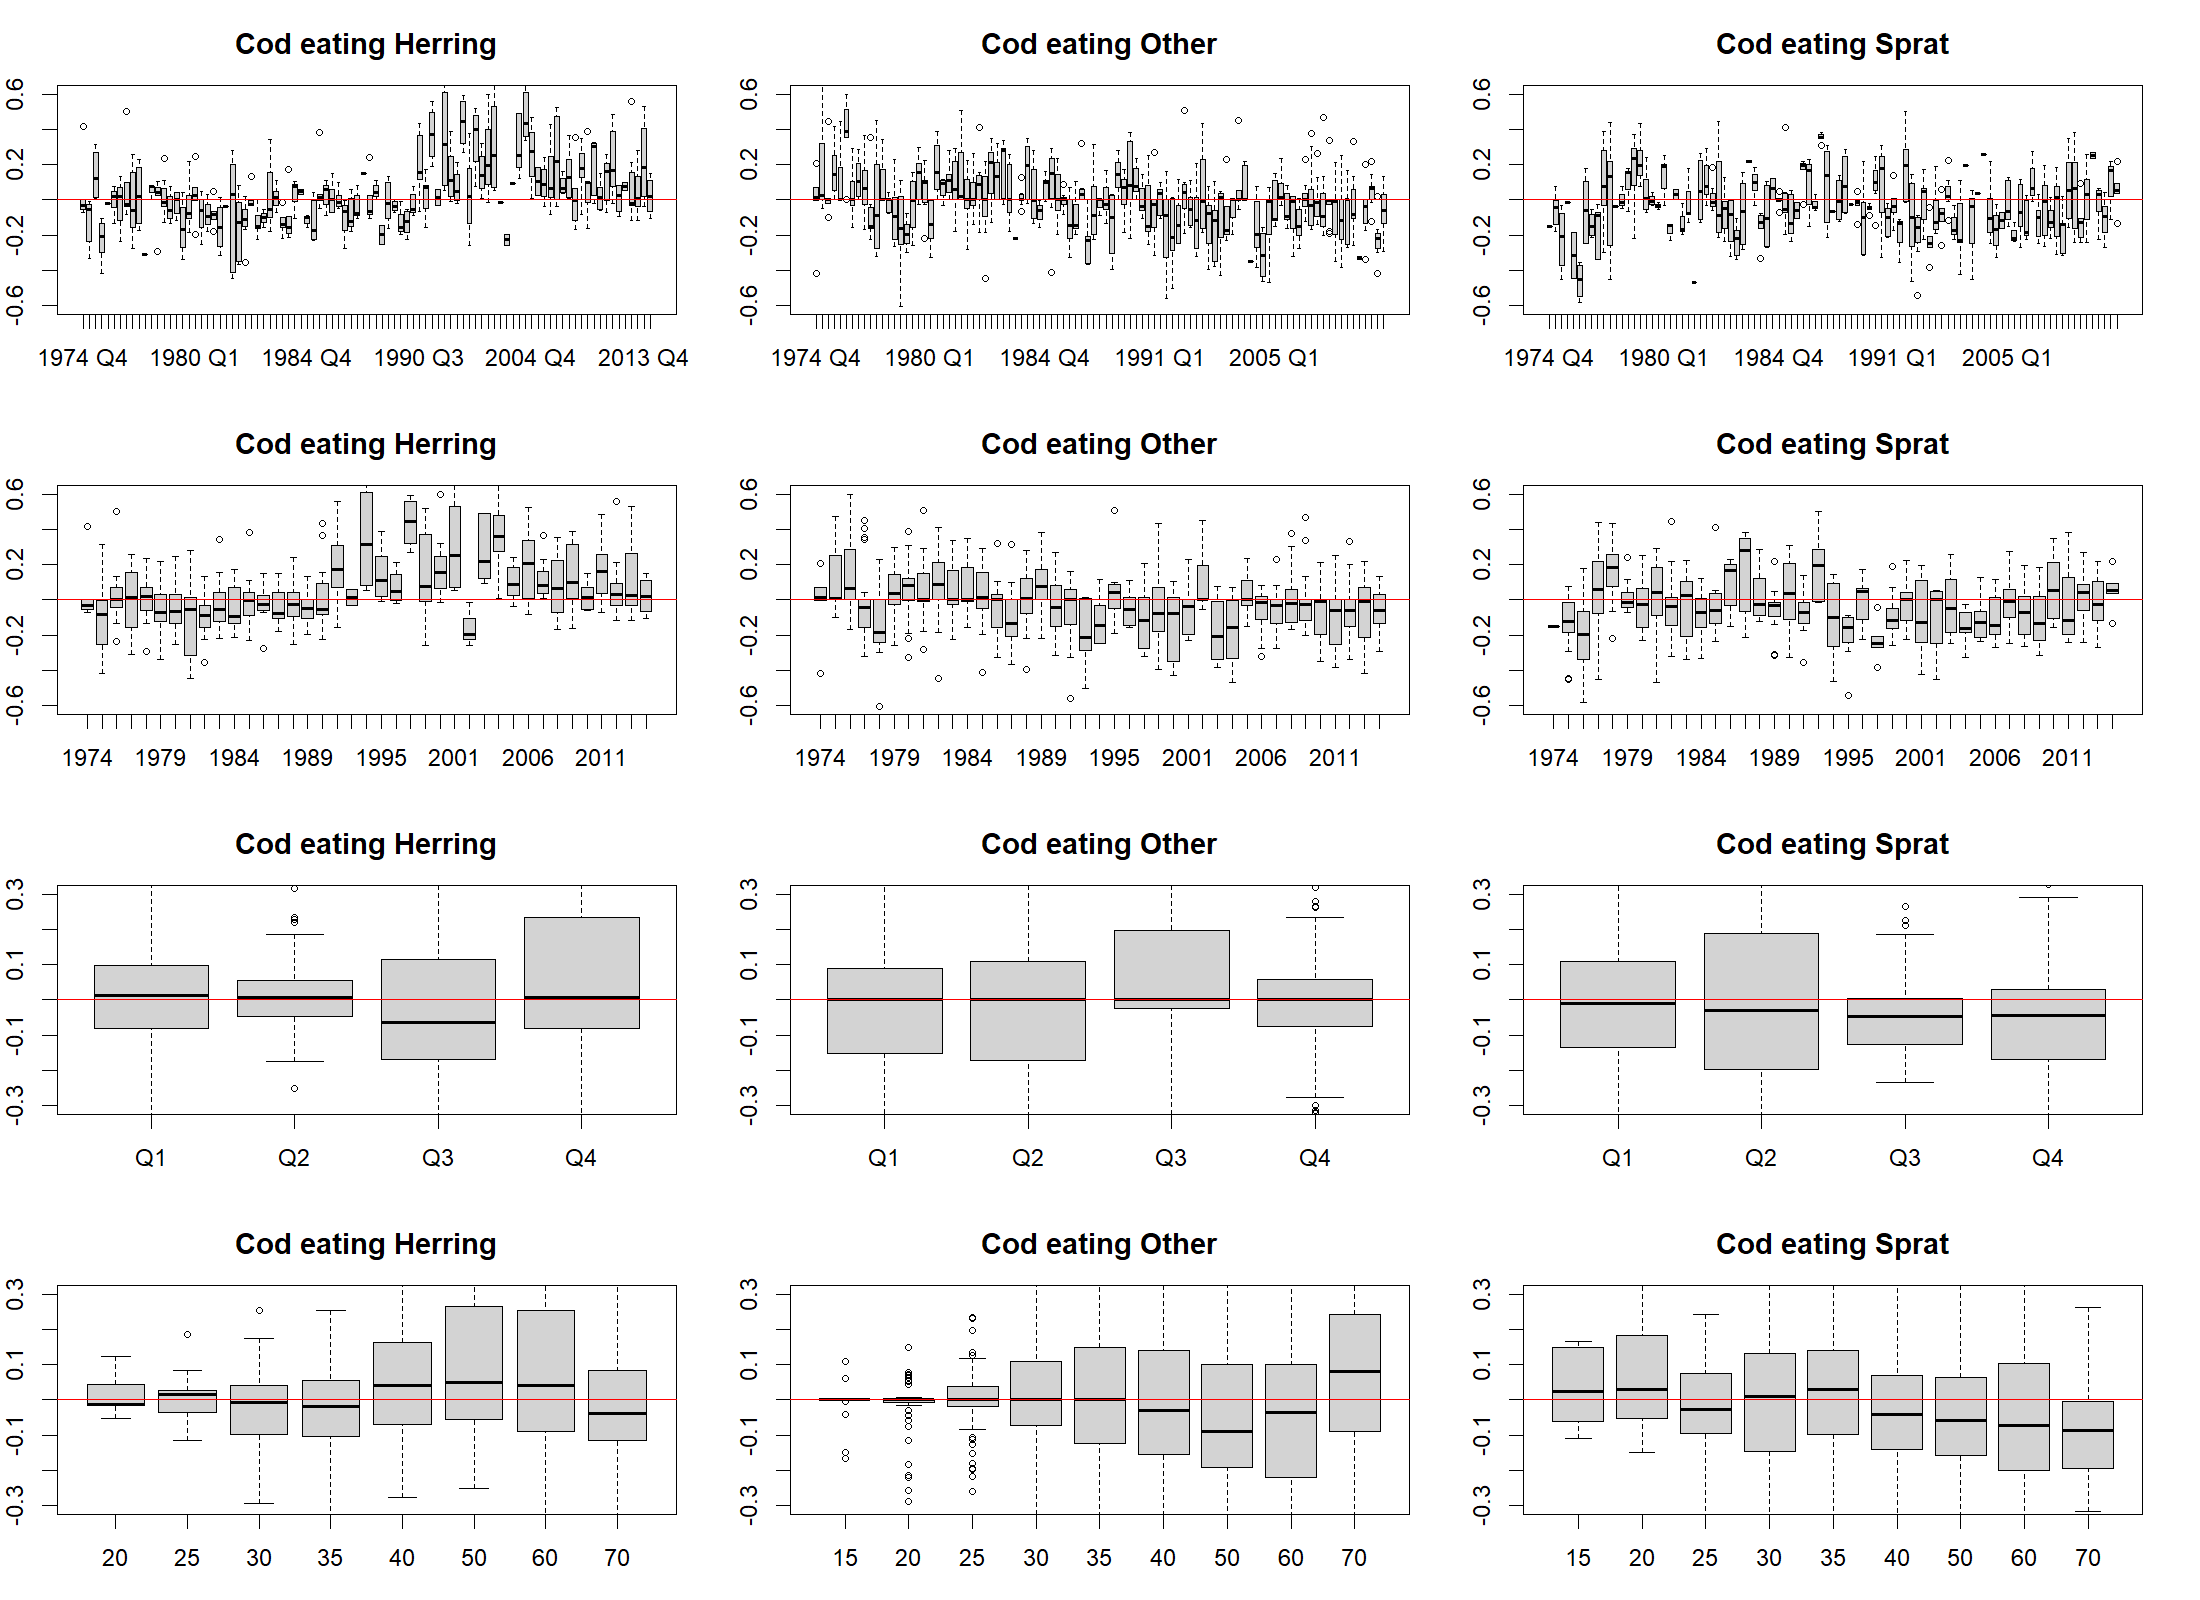 Cod eating Herring
Cod eating Other
Cod eating Sprat
0.6
0.2
-0.2
-0.6
1974 Q4 1980 Q1 1984 Q4 1990 Q3 2004 Q4 2013 Q4
0.6
0.2
-0.2
-0.6
1974 Q4 1980 Q1 1984 Q4 1991 Q1 2005 Q1
0.6
0.2
-0.2
-0.6
1974 Q4 1980 Q1 1984 Q4 1991 Q1 2005 Q1
Cod eating Herring
Cod eating Other
Cod eating Sprat
0.6
0.2
-0.2
-0.6
1974 1979 1984 1989 1995 2001 2006 2011
0.6
0.2
-0.2
-0.6
1974 1979 1984 1989 1995 2001 2006 2011
0.6
0.2
-0.2
-0.6
1974 1979 1984 1989 1995 2001 2006 2011
Cod eating Herring
Cod eating Other
Cod eating Sprat
0.3
0.1
-0.1
-0.3
Q1 Q2 Q3 Q4
0.3
0.1
-0.1
-0.3
Q1 Q2 Q3 Q4
0.3
0.1
-0.1
-0.3
Q1 Q2 Q3 Q4
Cod eating Herring
Cod eating Other
Cod eating Sprat
0.3
0.1
-0.1
-0.3
20 25 30 35 40 50 60 70
0.3
0.1
-0.1
-0.3
15 20 25 30 35 40 50 60 70
0.3
0.1
-0.1
-0.3
15 20 25 30 35 40 50 60 70